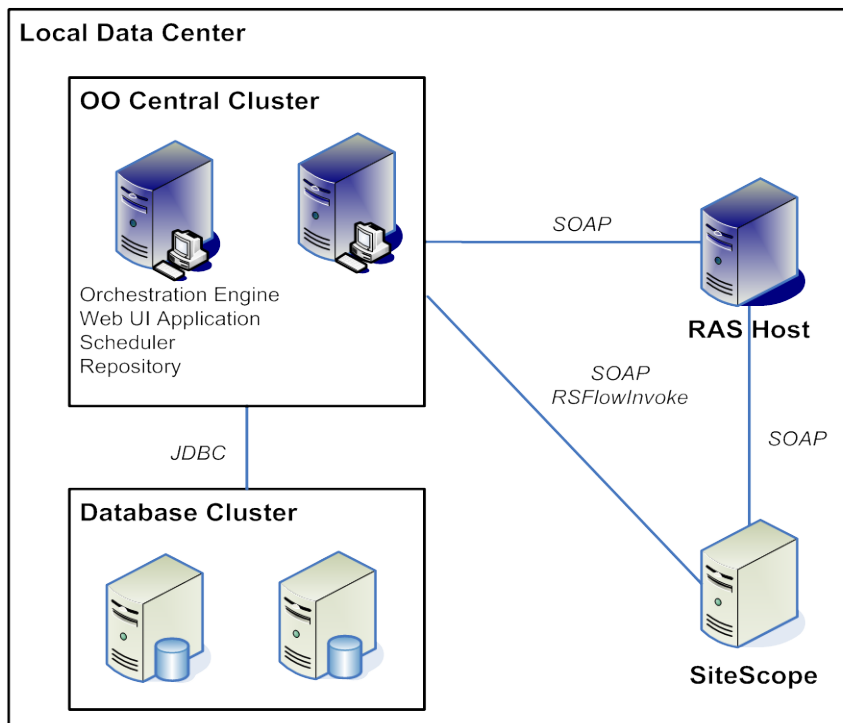 Local Data Center
OO Central Cluster
Orchestration Engine
Web UI Application
Scheduler
Repository
SOAP
RAS Host
SOAP
RSFlowInvoke
SOAP
JDBC
Database Cluster
SiteScope